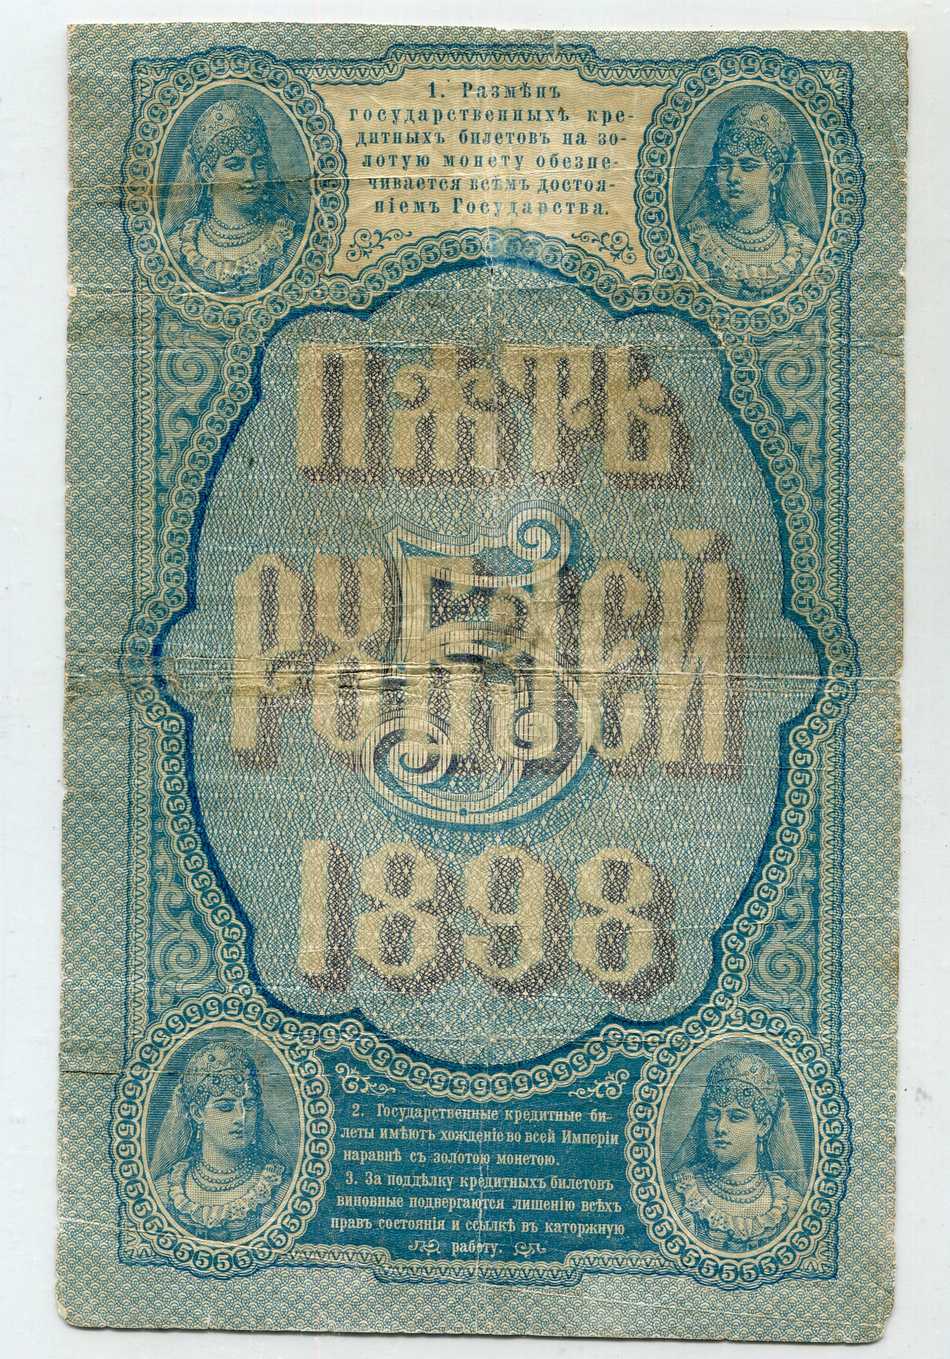 1. Размѣнъ
государственныхъ кре-
дитныхъ билетовъ на зо-
лотую монету обезпе-
чивается всѣмъ достоя-
ніемъ Государства.
ПЯТЬ
РУБЛЕЙ
5
1898
2. Государственные кредитные би-
леты имѣютъ хожденіе во всей Имперіи
наравнѣ съ золотою монетою.
3. За поддѣлку кредитныхъ билетовъ
виновные подвергаются лишенію всѣхъ
правъ состоянія и ссылкѣ въ каторжную
работу.